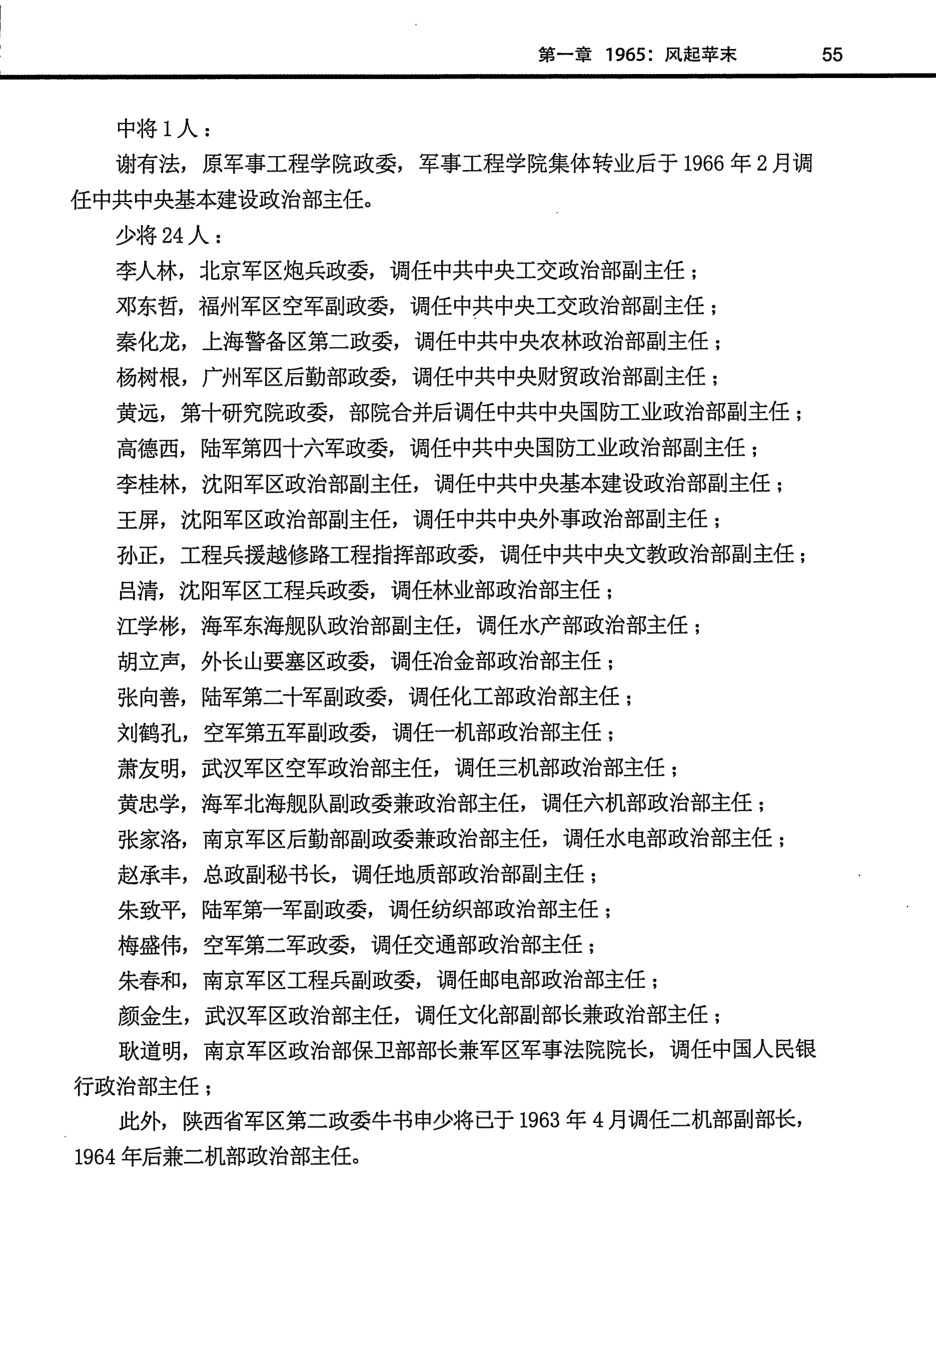 第一章 1965：风起苹末 55
中将1人：
谢有法，原军事工程学院政委，军事工程学院集体转业后于1966年2月调
任中共中央基本建设政治部主任。
少将24人：
李人林，北京军区炮兵政委，调任中共中央工交政治部副主任；
邓东哲，福州军区空军副政委，调任中共中央工交政治部副主任；
秦化龙，上海警备区第二政委，调任中共中央农林政治部副主任；
杨树根，广州军区后勤部政委，调任中共中央财贸政治部副主任；
黄远，第十研究院政委，部院合并后调任中共中央国防工业政治部副主任；
高德西，陆军第四十六军政委，调任中共中央国防工业政治部副主任；
李桂林，沈阳军区政治部副主任，调任中共中央基本建设政治部副主任；
王屏，沈阳军区政治部副主任，调任中共中央外事政治部副主任；
孙正，工程兵援越修路工程指挥部政委，调任中共中央文教政治部副主任；
吕清，沈阳军区工程兵政委，调任林业部政治部主任；
江学彬，海军东海舰队政治部副主任，调任水产部政治部主任；
胡立声，外长山要塞区政委，调任冶金部政治部主任；
张向善，陆军第二十军副政委，调任化工部政治部主任；
刘鹤孔，空军第五军副政委，调任一机部政治部主任；
萧友明，武汉军区空军政治部主任，调任三机部政治部主任；
黄忠学，海军北海舰队副政委兼政治部主任，调任六机部政治部主任；
张家洛，南京军区后勤部副政委兼政治部主任，调任水电部政治部主任；
赵承丰，总政副秘书长，调任地质部政治部副主任；
朱致平，陆军第一军副政委，调任纺织部政治部主任；
梅盛伟，空军第二军政委，调任交通部政治部主任；
朱春和，南京军区工程兵副政委，调任邮电部政治部主任；
颜金生，武汉军区政治部主任，调任文化部副部长兼政治部主任；
耿道明，南京军区政治部保卫部部长兼军区军事法院院长，调任中国人民银
行政治部主任；
此外，陕西省军区第二政委牛书申少将已于1963年4月调任二机部副部长，
1964年后兼二机部政治部主任。